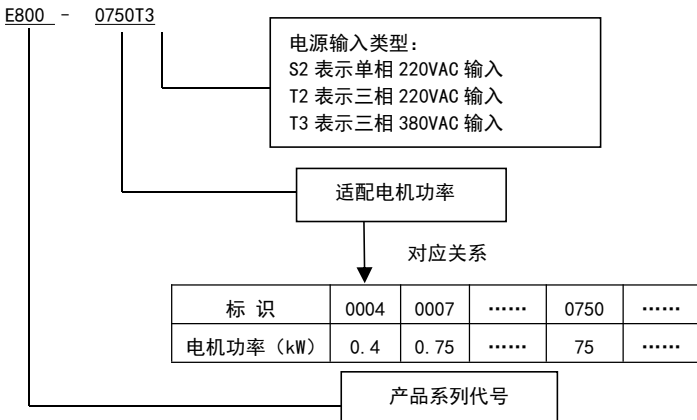 E800 - 0750T3
电源输入类型：
S2 表示单相 220VAC 输入
T2 表示三相 220VAC 输入
T3 表示三相 380VAC 输入
适配电机功率
对应关系
标 识 0004 0007 …… 0750 ……
电机功率（kW） 0.4 0.75 …… 75 ……
产品系列代号